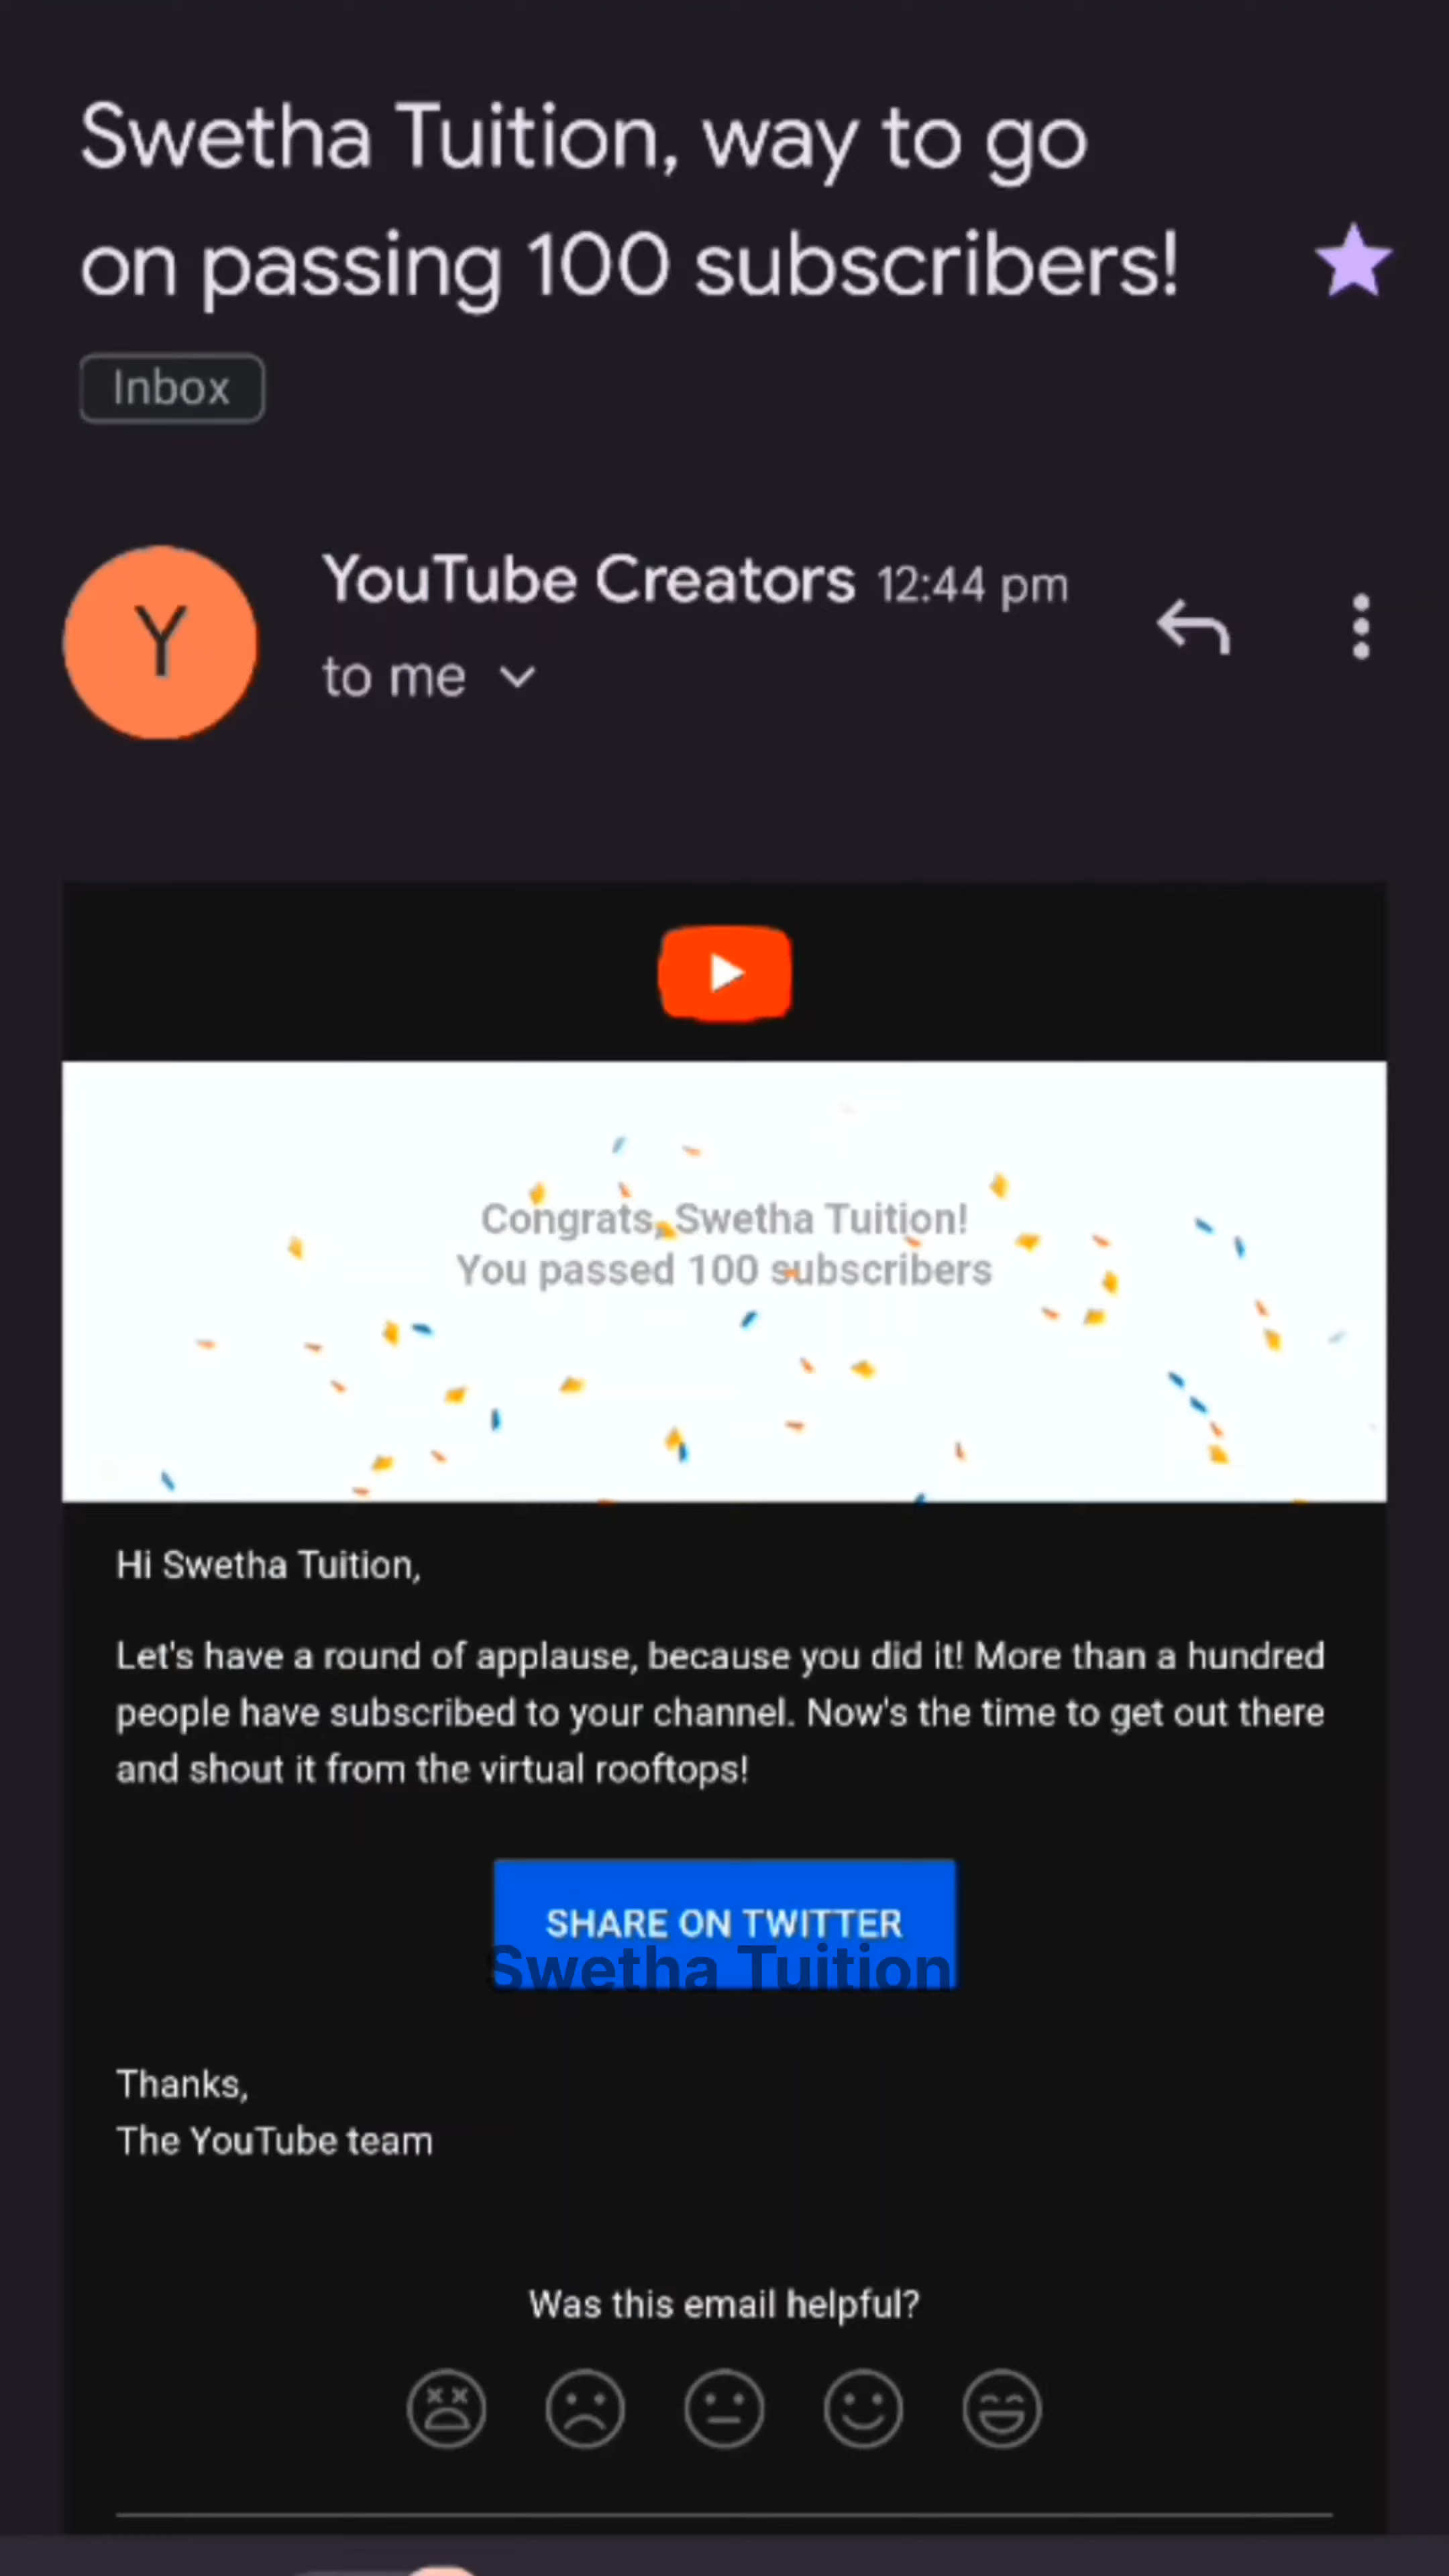 Swetha Tuition, way to go
on passing 100 subscribers!
Inbox
Y
YouTube Creators 12:44 pm
to me
Congrats, Swetha Tuition!
You passed 100 subscribers
Hi Swetha Tuition,
Let's have a round of applause, because you did it! More than a hundred
people have subscribed to your channel. Now's the time to get out there
and shout it from the virtual rooftops!
SHARE ON TWITTER
Swetha Tuition
Thanks,
The YouTube team
Was this email helpful?